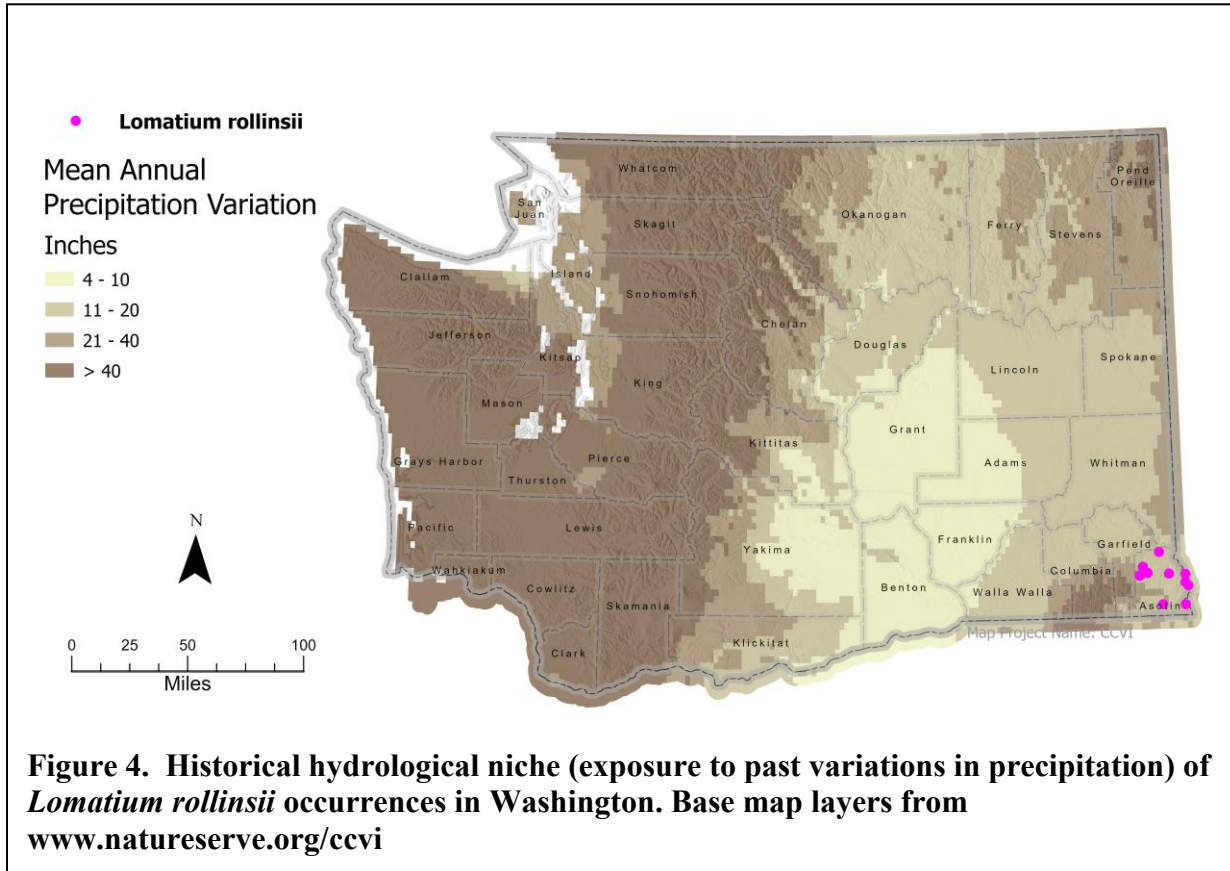 Lomatium rollinsii
Mean Annual
Precipitation Variation
Inches
4 - 10
11 - 20
21 - 40
> 40
N
0 25 50 100
Miles
Whatcom
Pend
Oreille
San
Juan
Okanogan
Skagit
Ferry
Stevens
Clallam
Island
Snohomish
Chelan
Jefferson
Douglas
Kitsap
Spokane
Lincoln
King
Mason
Grant
Kittitas
Grays Harbor
Pierce
Adams
Whitman
Thurston
Pacific
Lewis
Franklin
Garfield
Yakima
Wahkiakum
Columbia
Cowlitz
Benton
Walla Walla
Skamania
Asotin
Map Project Name: CCVI
Klickitat
Clark
Figure 4. Historical hydrological niche (exposure to past variations in precipitation) of
Lomatium rollinsii occurrences in Washington. Base map layers from
www.natureserve.org/ccvi